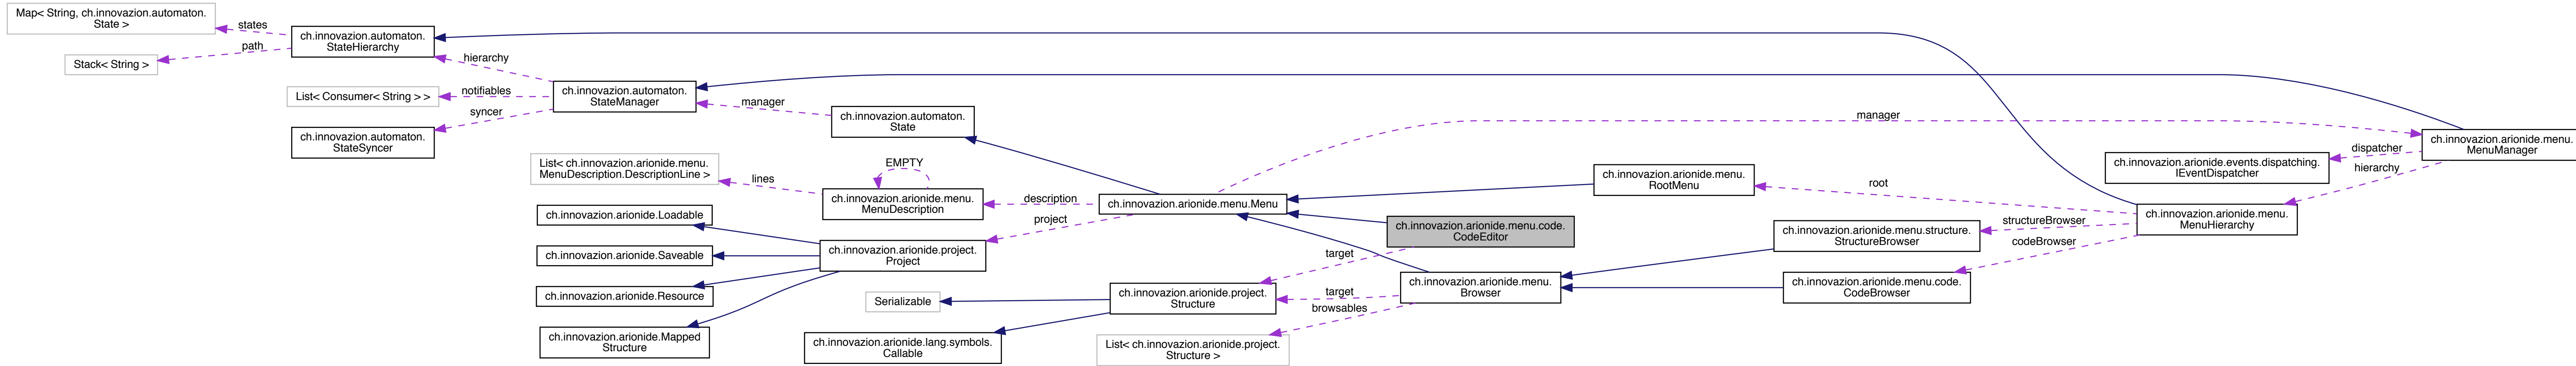 Map< String, ch.innovazion.automaton.
State >
states
ch.innovazion.automaton.
StateHierarchy
path
Stack< String >
hierarchy
List< Consumer< String > >
notifiables
ch.innovazion.automaton.
StateManager
syncer
ch.innovazion.automaton.
StateSyncer
manager
ch.innovazion.automaton.
State
List< ch.innovazion.arionide.menu.
MenuDescription.DescriptionLine >
lines
EMPTY
ch.innovazion.arionide.menu.
MenuDescription
description
ch.innovazion.arionide.menu.Menu
project
ch.innovazion.arionide.Loadable
ch.innovazion.arionide.Saveable
ch.innovazion.arionide.Resource
ch.innovazion.arionide.Mapped
Structure
ch.innovazion.arionide.project.
Project
Serializable
ch.innovazion.arionide.lang.symbols.
Callable
ch.innovazion.arionide.project.
Structure
List< ch.innovazion.arionide.project.
Structure >
target
target
browsables
ch.innovazion.arionide.menu.code.
CodeEditor
ch.innovazion.arionide.menu.
Browser
ch.innovazion.arionide.menu.
RootMenu
ch.innovazion.arionide.menu.structure.
StructureBrowser
ch.innovazion.arionide.menu.code.
CodeBrowser
manager
root
structureBrowser
codeBrowser
ch.innovazion.arionide.events.dispatching.
IEventDispatcher
ch.innovazion.arionide.menu.
MenuHierarchy
dispatcher
hierarchy
ch.innovazion.arionide.menu.
MenuManager